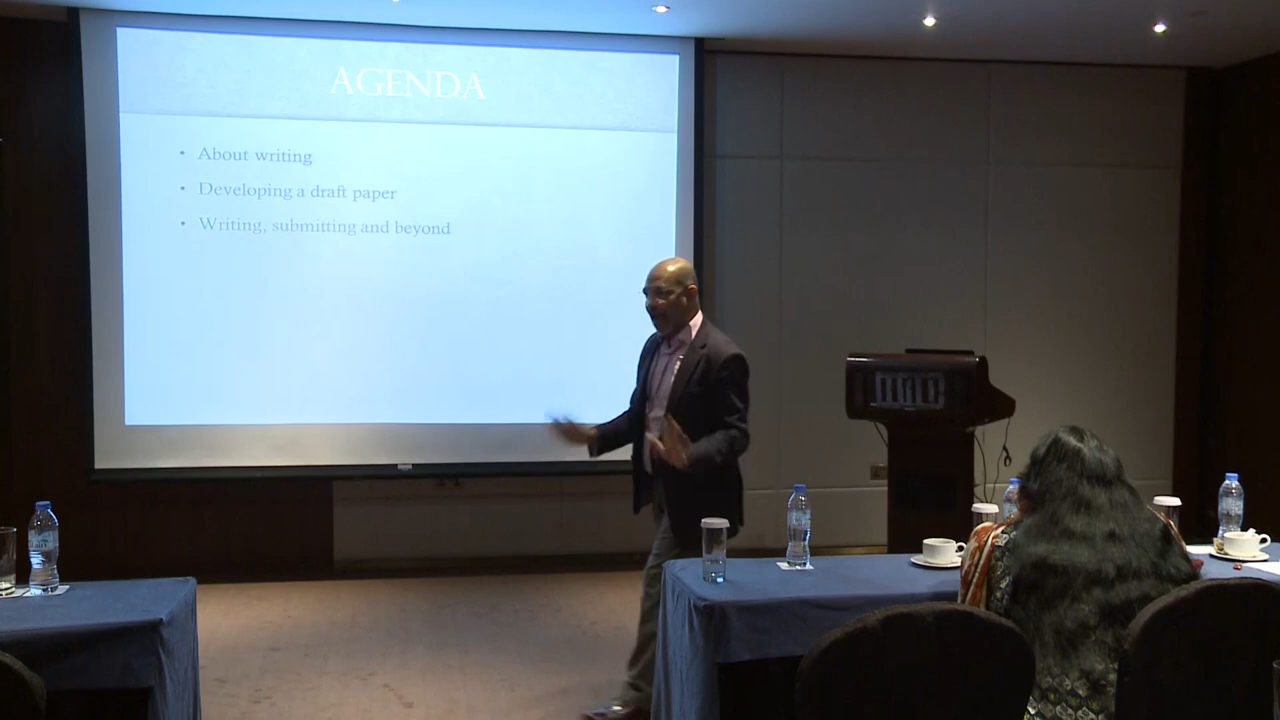 AGENDA
• About writing
• Developing a draft paper
• Writing, submitting and beyond